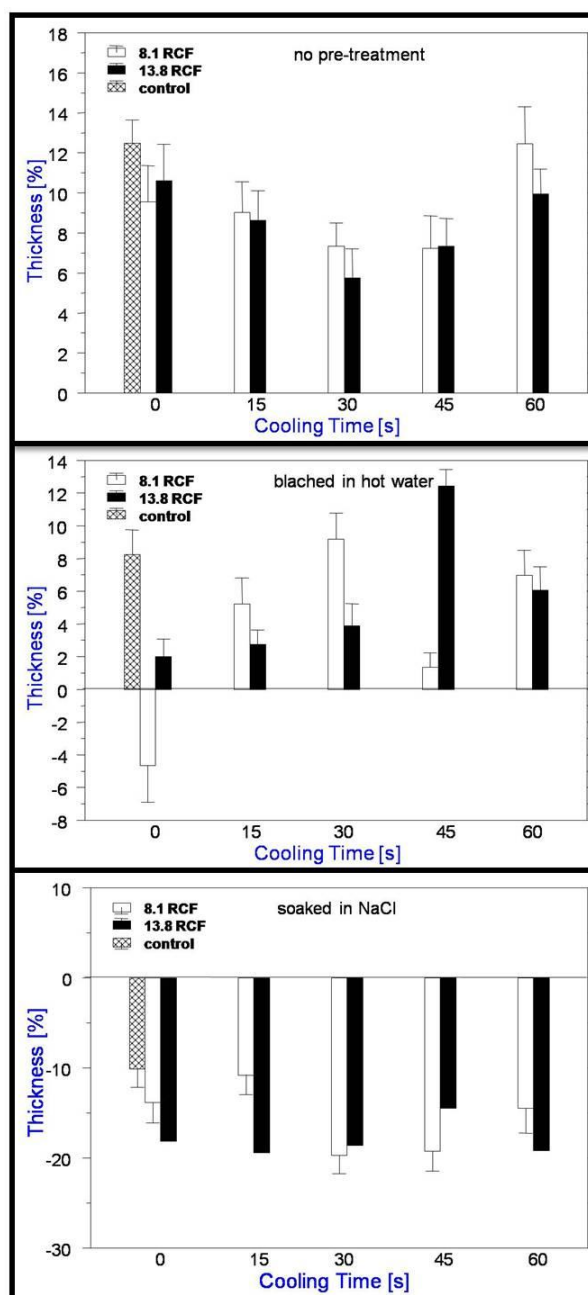 18
16
14
12
10
8
6
4
2
0
Thickness [%]
8.1 RCF
13.8 RCF
control
no pre-treatment
0 15 30 45 60
Cooling Time [s]
14
12
10
8
6
4
2
0
-2
-4
-6
-8
Thickness [%]
8.1 RCF
13.8 RCF
control
blached in hot water
0 15 30 45 60
Cooling Time [s]
10
0
-10
-20
-30
Thickness [%]
8.1 RCF
13.8 RCF
control
soaked in NaCl
0 15 30 45 60
Cooling Time [s]